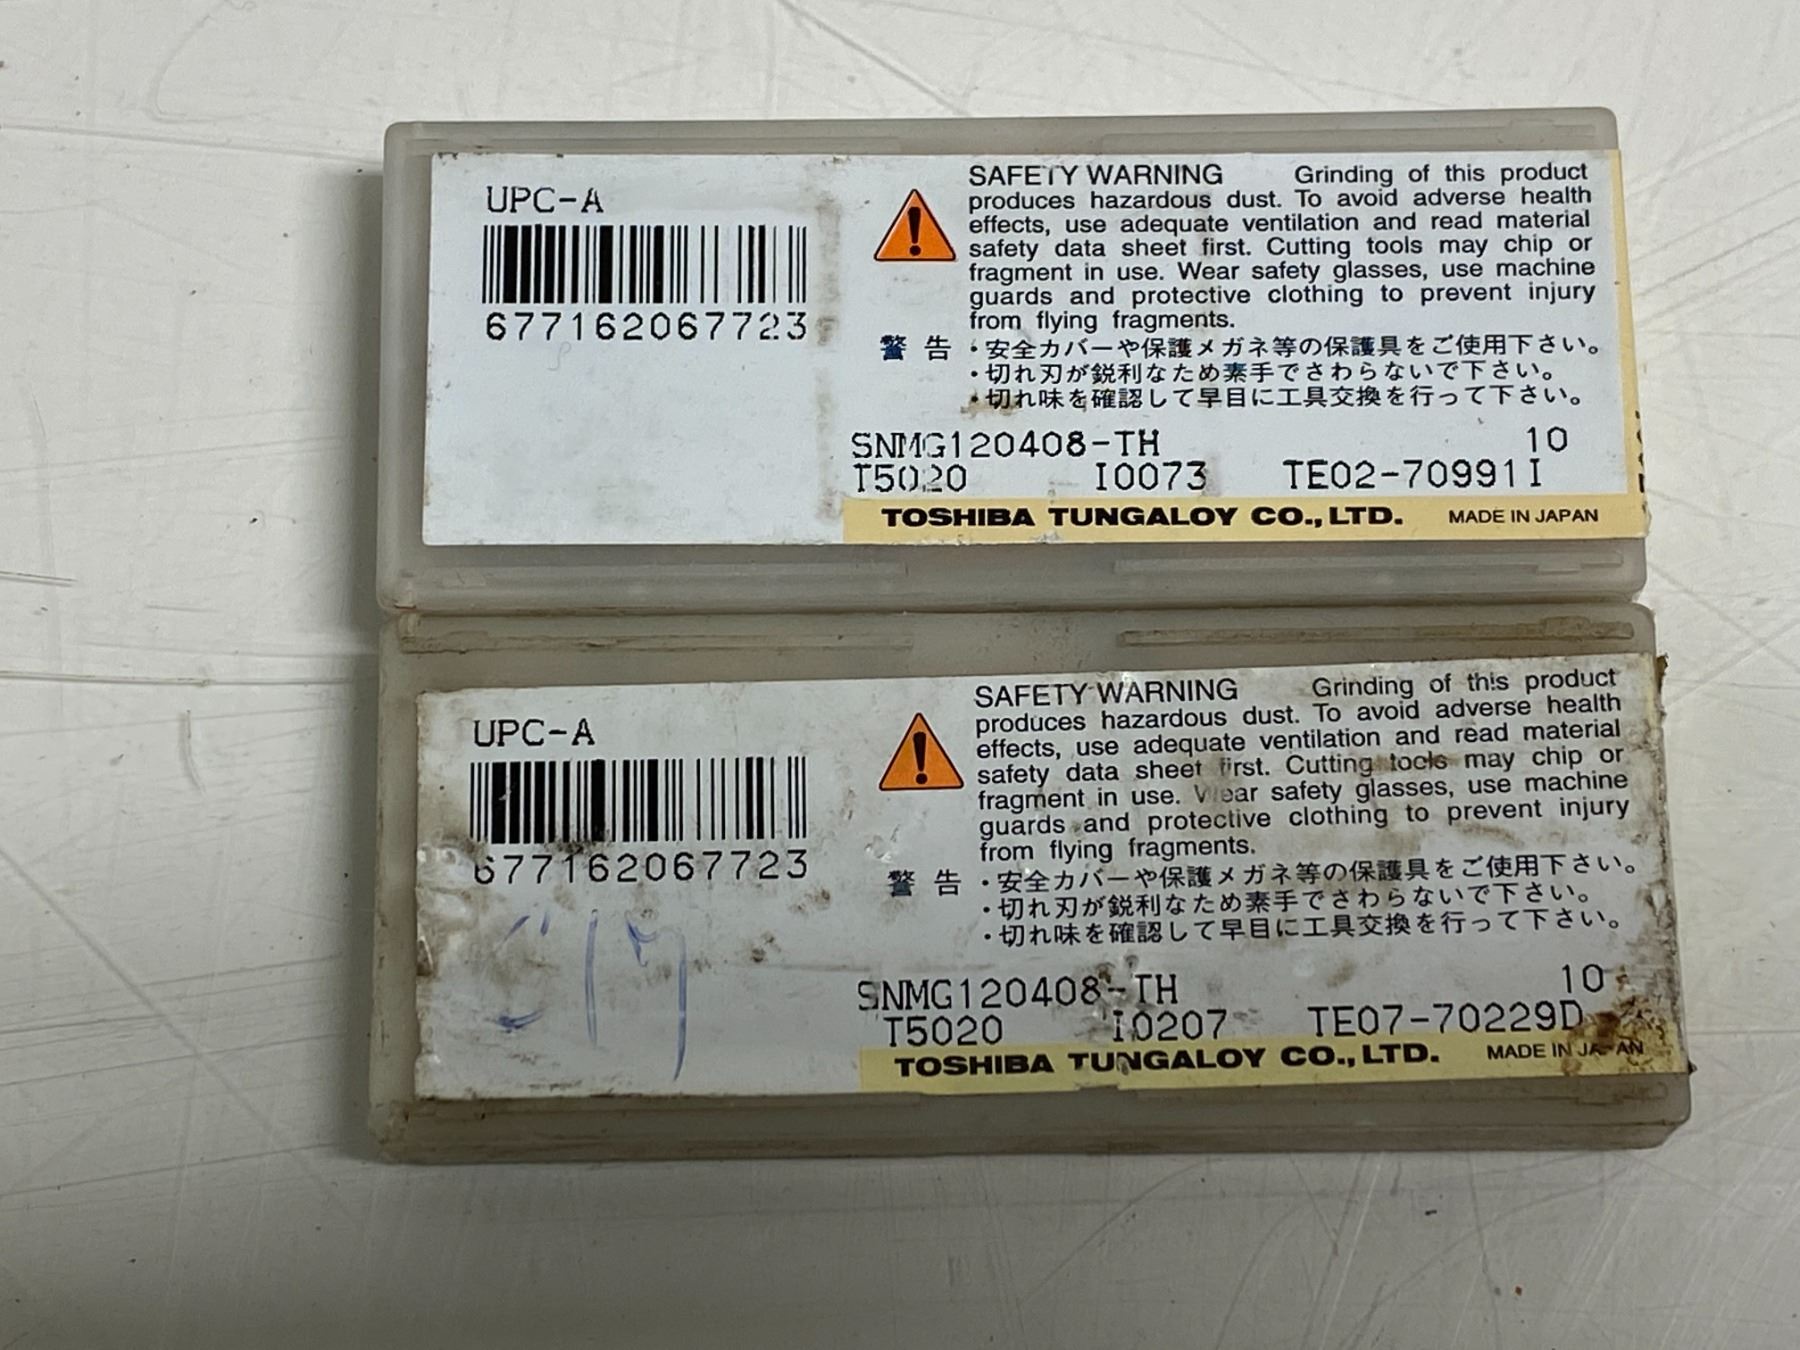 UPC-A
677162067723
SAFETY WARNING Grinding of this product
produces hazardous dust. To avoid adverse health
effects, use adequate ventilation and read material
safety data sheet first. Cutting tools may chip or
fragment in use. Wear safety glasses, use machine
guards and protective clothing to prevent injury
from flying fragments.
警告 ・安全カバーや保護メガネ等の保護具をご使用下さい。
・切れ刃が鋭利なため素手でさわらないで下さい。
・切れ味を確認して早目に工具交換を行って下さい。
SNMG120408-TH 10
T5020 I0073 TE02-70991I
TOSHIBA TUNGALOY CO., LTD. MADE IN JAPAN
UPC-A
677162067723
SAFETY WARNING Grinding of this product
produces hazardous dust. To avoid adverse health
effects, use adequate ventilation and read material
safety data sheet first. Cutting tools may chip or
fragment in use. Wear safety glasses, use machine
guards and protective clothing to prevent injury
from flying fragments.
警告 ・安全カバーや保護メガネ等の保護具をご使用下さい。
・切れ刃が鋭利なため素手でさわらないで下さい。
・切れ味を確認して早目に工具交換を行って下さい。
SNMG120408-TH 10
T5020 I0207 TE07-70229D
TOSHIBA TUNGALOY CO., LTD. MADE IN JAPAN